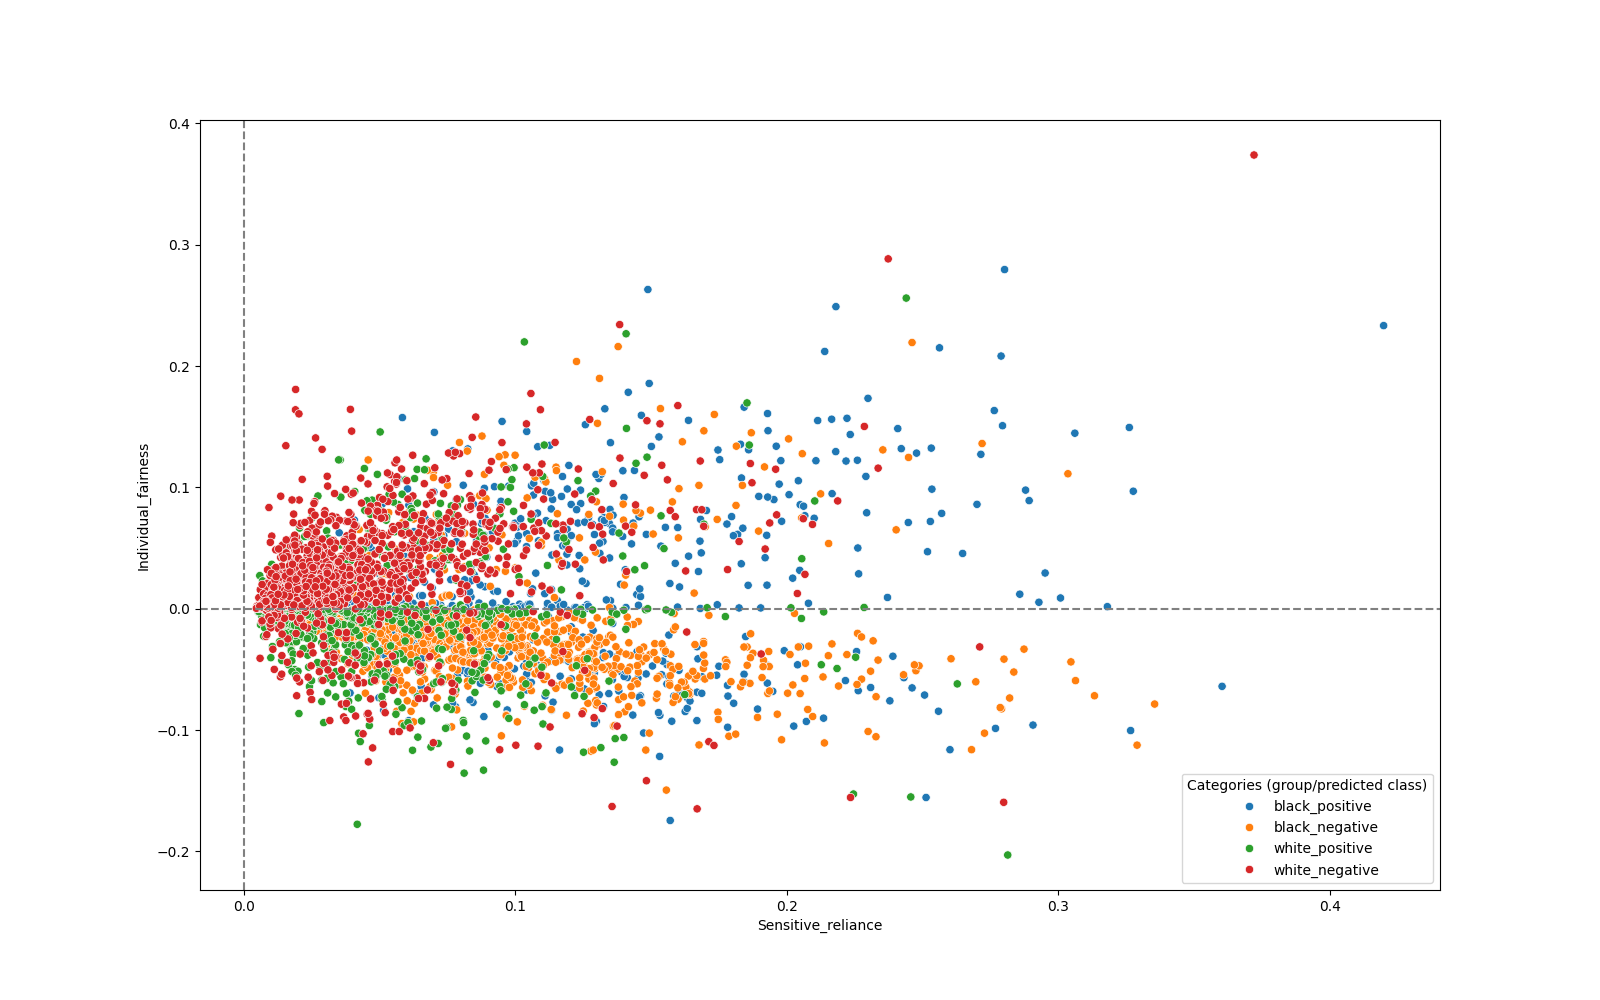 0.4
0.3
0.2
0.1
0.0
−0.1
−0.2
Individual_fairness
0.0
0.1
0.2
0.3
0.4
Sensitive_reliance
Categories (group/predicted class)
black_positive
black_negative
white_positive
white_negative